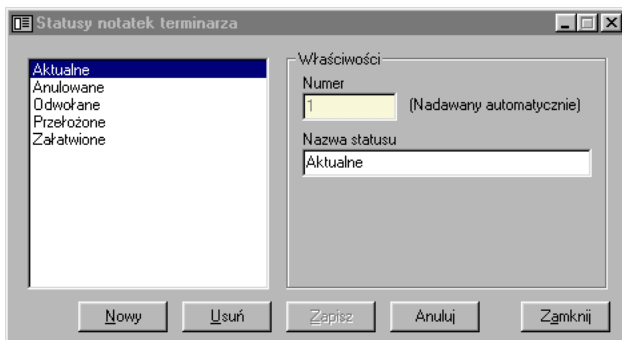 Statusy notatek terminarza
Aktualne
Anulowane
Odwołane
Przełożone
Załatwione
Właściwości
Numer
1 (Nadawany automatycznie)
Nazwa statusu
Aktualne
Nowy Usuń Zapisz Anuluj Zamknij